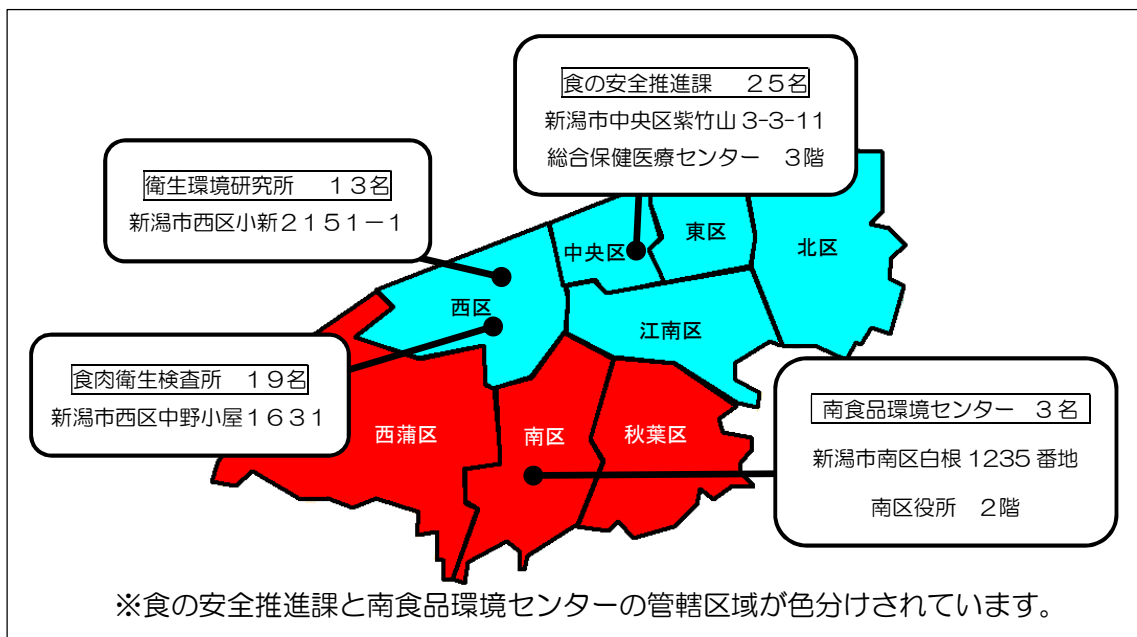 食の安全推進課　２５名
新潟市中央区紫竹山 3-3-11
総合保健医療センター　３階
衛生環境研究所　１３名
新潟市西区小新２１５１－１
中央区
東区
北区
西区
江南区
食肉衛生検査所　１９名
新潟市西区中野小屋１６３１
西蒲区
南区
秋葉区
南食品環境センター　３名
新潟市南区白根 1235 番地
南区役所　２階
※食の安全推進課と南食品環境センターの管轄区域が色分けされています。